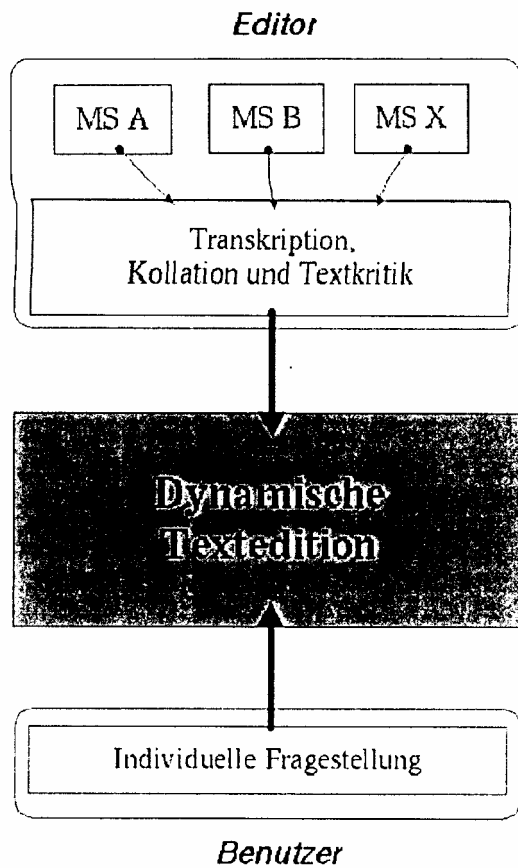 Editor
MS A MS B MS X
Transkription,
Kollation und Textkritik
Dynamische
Textedition
Individuelle Fragestellung
Benutzer